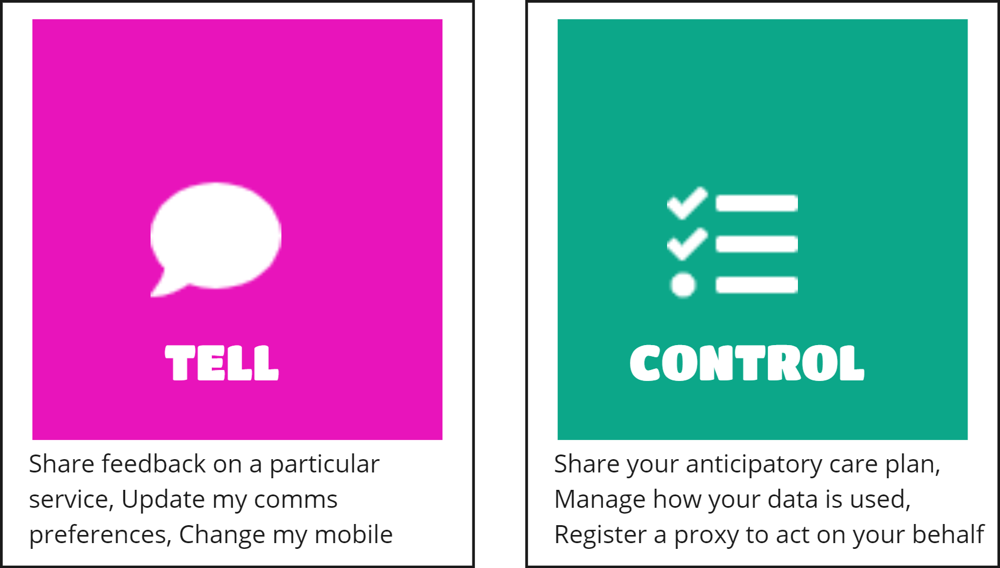 TELL
Share feedback on a particular
service, Update my comms
preferences, Change my mobile
CONTROL
Share your anticipatory care plan,
Manage how your data is used,
Register a proxy to act on your behalf